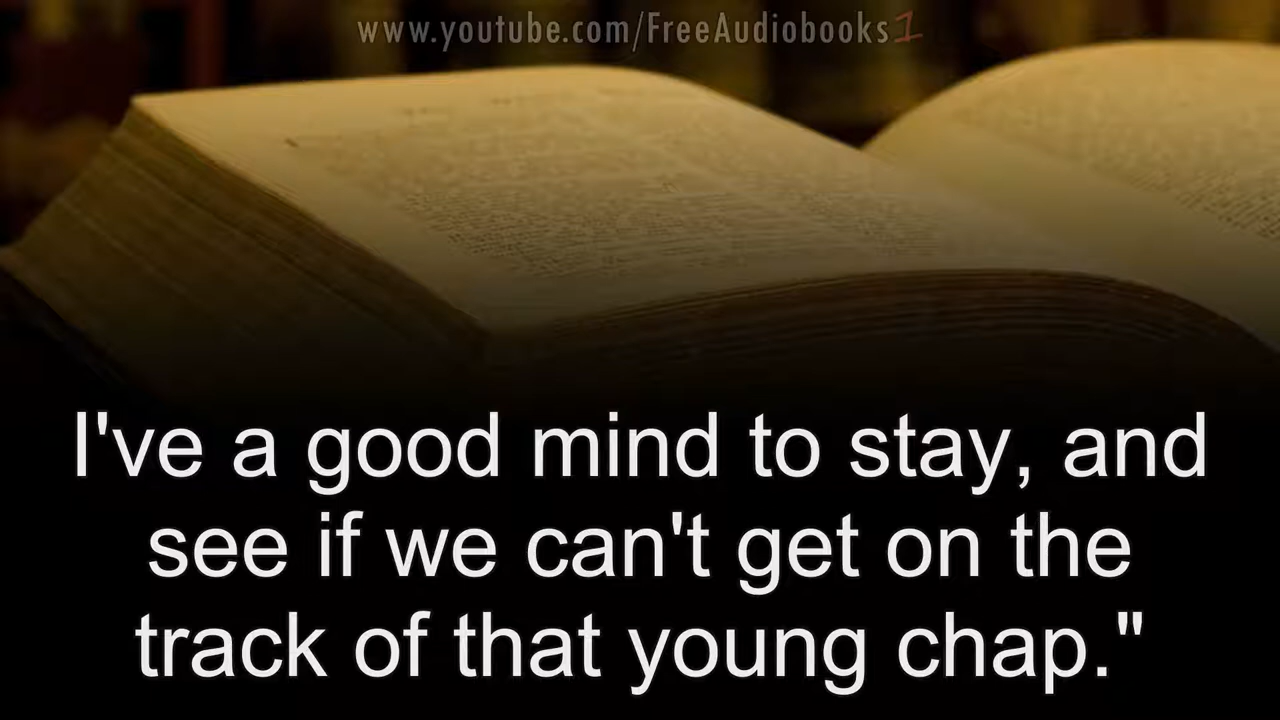 www.youtube.com/FreeAudiobooks1
I've a good mind to stay, and
see if we can't get on the
track of that young chap."